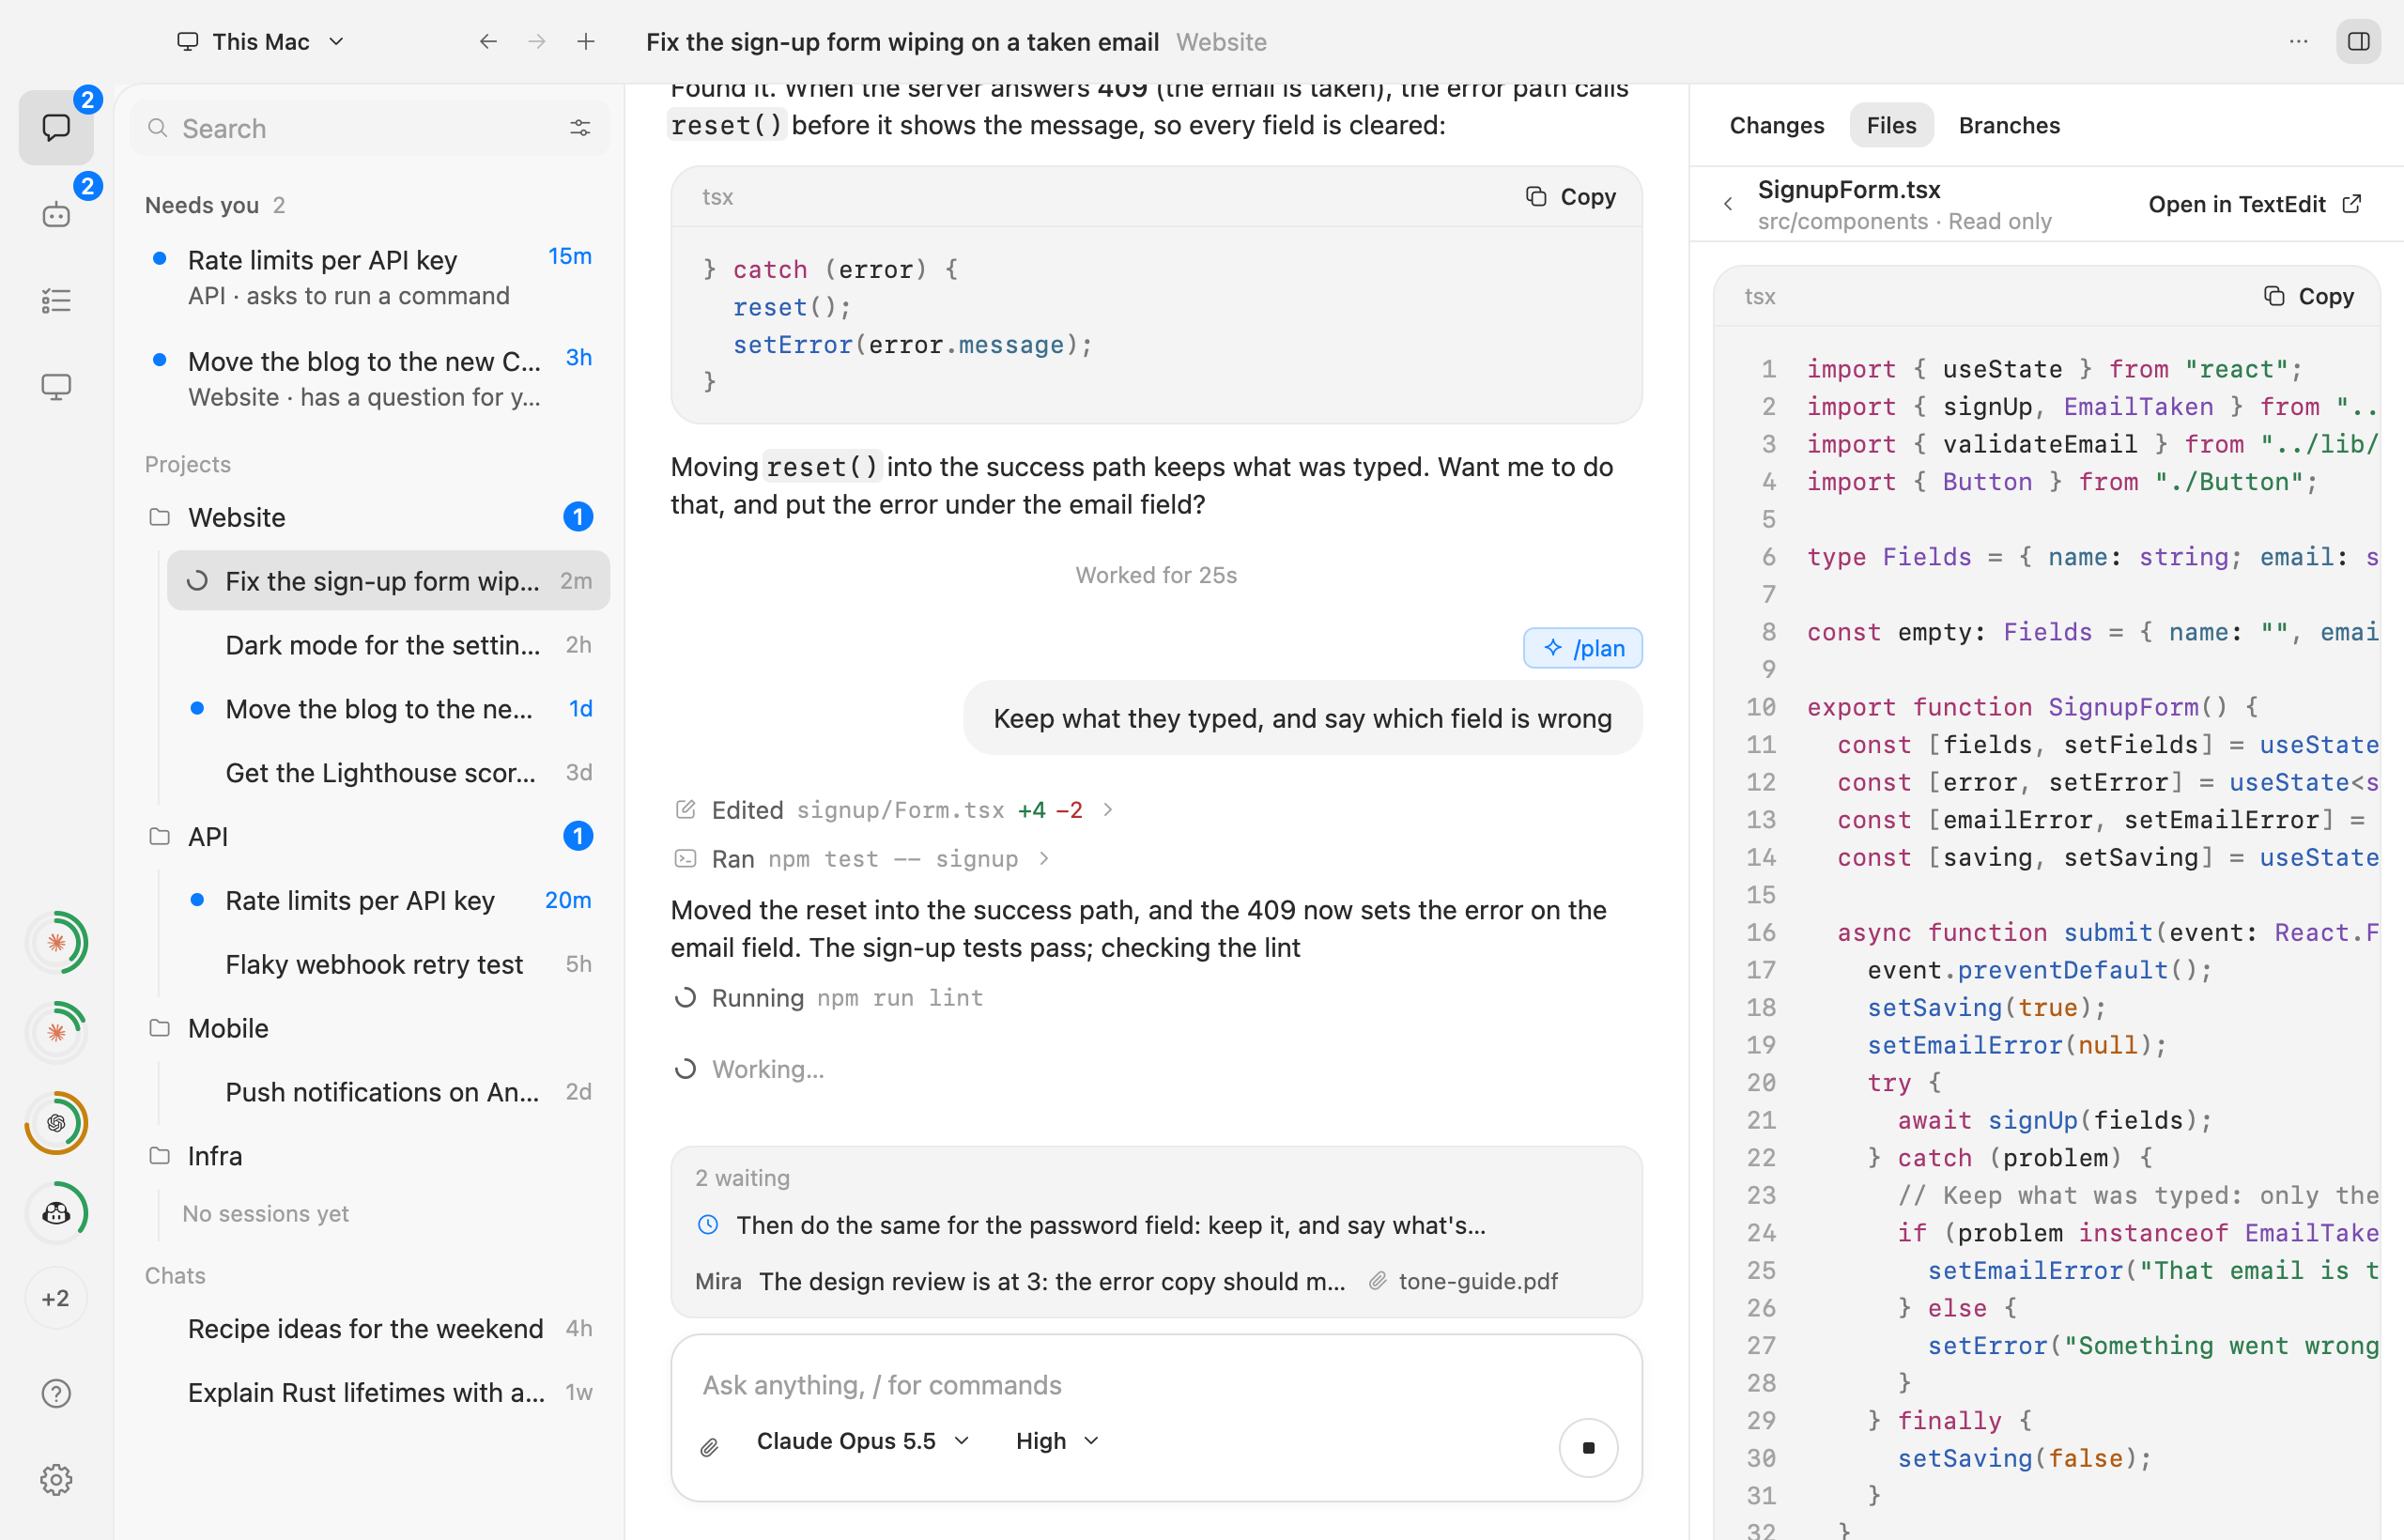 This Mac
Fix the sign-up form wiping on a taken email Website
2
2
+2
Search
Needs you 2
Rate limits per API key 15m
API · asks to run a command
Move the blog to the new C... 3h
Website · has a question for y...
Projects
Website 1
Fix the sign-up form wip... 2m
Dark mode for the settin... 2h
Move the blog to the ne... 1d
Get the Lighthouse scor... 3d
API 1
Rate limits per API key 20m
Flaky webhook retry test 5h
Mobile
Push notifications on An... 2d
Infra
No sessions yet
Chats
Recipe ideas for the weekend 4h
Explain Rust lifetimes with a... 1w
Found it. When the server answers 409 (the email is taken), the error path calls
reset() before it shows the message, so every field is cleared:
tsx Copy
} catch (error) {
  reset();
  setError(error.message);
}
Moving reset() into the success path keeps what was typed. Want me to do
that, and put the error under the email field?
Worked for 25s
/plan
Keep what they typed, and say which field is wrong
Edited signup/Form.tsx +4 −2
Ran npm test -- signup
Moved the reset into the success path, and the 409 now sets the error on the
email field. The sign-up tests pass; checking the lint
Running npm run lint
Working...
2 waiting
Then do the same for the password field: keep it, and say what's...
Mira The design review is at 3: the error copy should m... tone-guide.pdf
Ask anything, / for commands
Claude Opus 5.5 High
Changes Files Branches
SignupForm.tsx
src/components · Read only
Open in TextEdit
tsx Copy
1 import { useState } from "react";
2 import { signUp, EmailTaken } from "..
3 import { validateEmail } from "../lib/
4 import { Button } from "./Button";
5
6 type Fields = { name: string; email: s
7
8 const empty: Fields = { name: "", emai
9
10 export function SignupForm() {
11   const [fields, setFields] = useState
12   const [error, setError] = useState<s
13   const [emailError, setEmailError] =
14   const [saving, setSaving] = useState
15
16   async function submit(event: React.F
17     event.preventDefault();
18     setSaving(true);
19     setEmailError(null);
20     try {
21       await signUp(fields);
22     } catch (problem) {
23       // Keep what was typed: only the
24       if (problem instanceof EmailTake
25         setEmailError("That email is t
26       } else {
27         setError("Something went wrong
28       }
29     } finally {
30       setSaving(false);
31     }
32   }